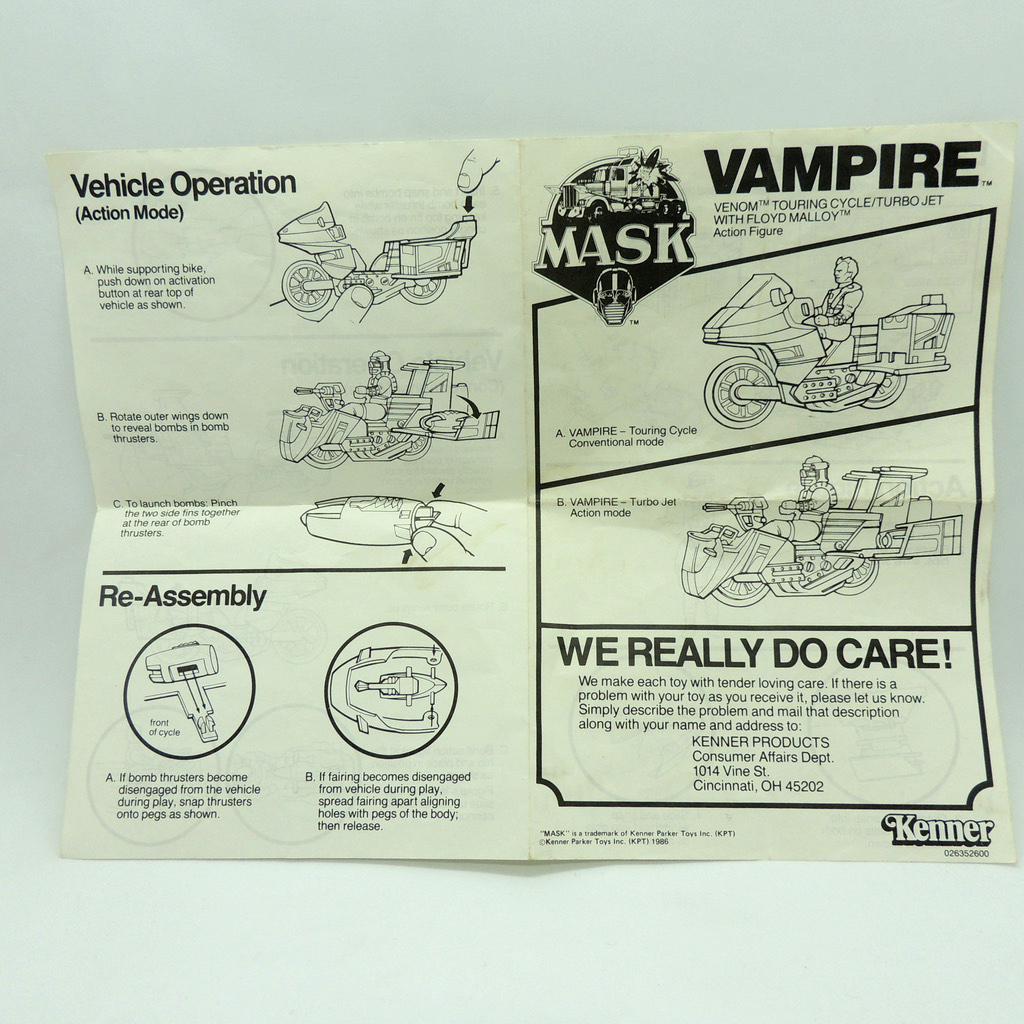 Vehicle Operation
(Action Mode)
A. While supporting bike,
push down on activation
button at rear top of
vehicle as shown.
B. Rotate outer wings down
to reveal bombs in bomb
thrusters.
C. To launch bombs: Pinch
the two side fins together
at the rear of bomb
thrusters.
Re-Assembly
front
of cycle
A. If bomb thrusters become
disengaged from the vehicle
during play, snap thrusters
onto pegs as shown.
B. If fairing becomes disengaged
from vehicle during play,
spread fairing apart aligning
holes with pegs of the body;
then release.
MASK
TM
VAMPIRE TM
VENOM™ TOURING CYCLE/TURBO JET
WITH FLOYD MALLOY™
Action Figure
A. VAMPIRE – Touring Cycle
Conventional mode
B. VAMPIRE – Turbo Jet
Action mode
WE REALLY DO CARE!
We make each toy with tender loving care. If there is a
problem with your toy as you receive it, please let us know.
Simply describe the problem and mail that description
along with your name and address to:
KENNER PRODUCTS
Consumer Affairs Dept.
1014 Vine St.
Cincinnati, OH 45202
"MASK" is a trademark of Kenner Parker Toys Inc. (KPT)
©Kenner Parker Toys Inc. (KPT) 1986
Kenner
026352600